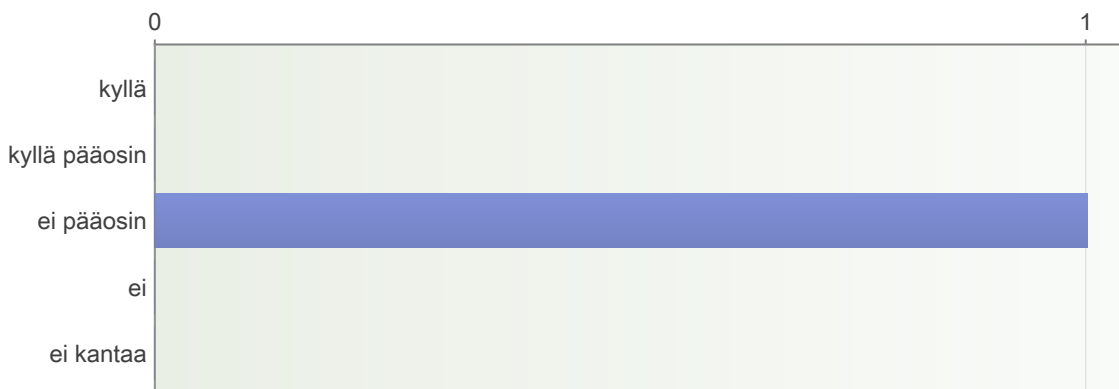 0 1
kyllä
kyllä pääosin
ei pääosin
ei
ei kantaa